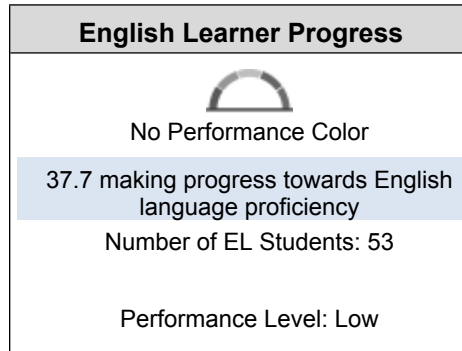 English Learner Progress
No Performance Color
37.7 making progress towards English
language proficiency
Number of EL Students: 53
Performance Level: Low